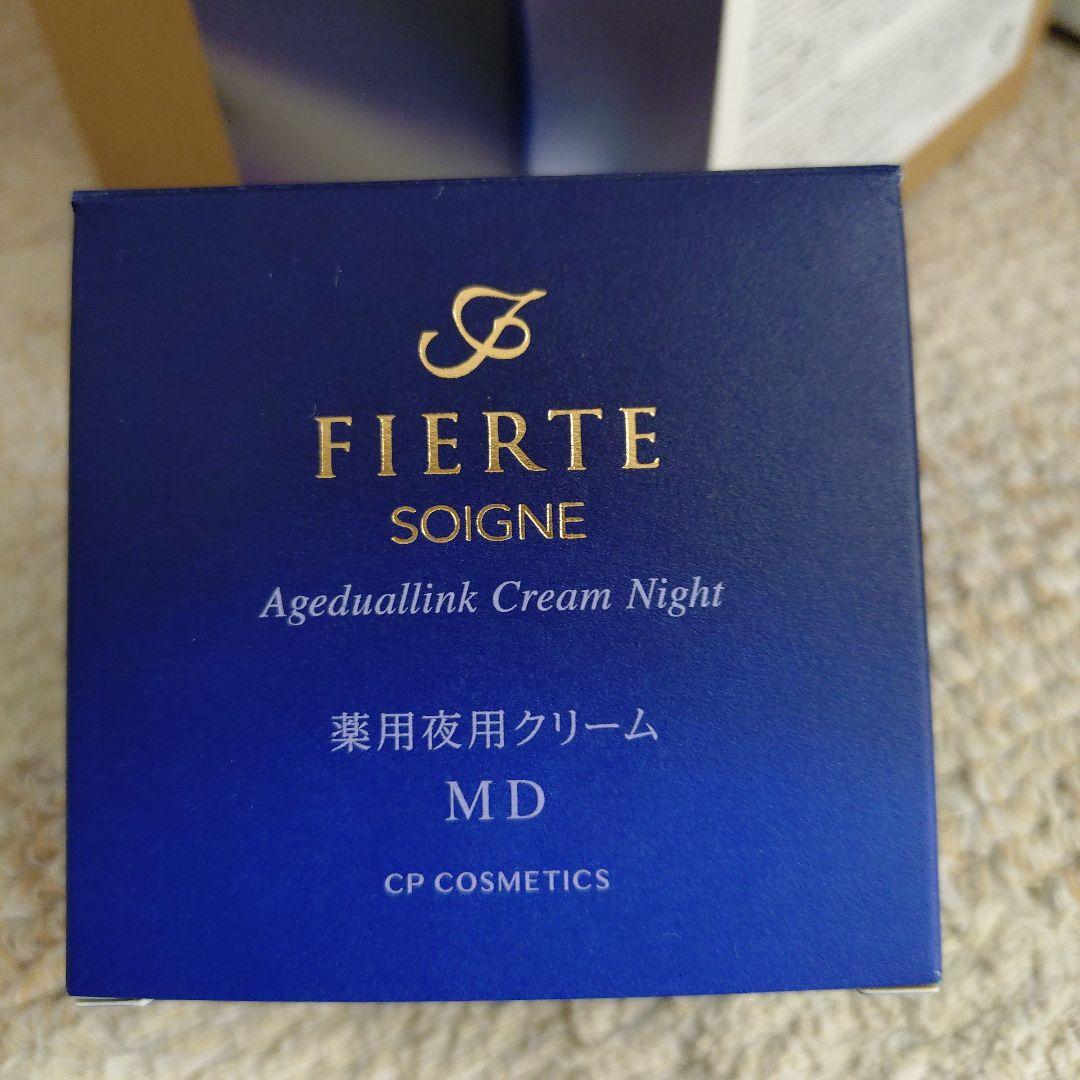 FIERTE
SOIGNE
Ageduallink Cream Night
薬用夜用クリーム
MD
CP COSMETICS